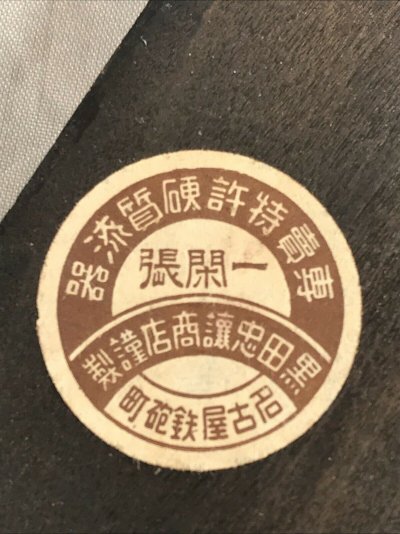 專賣特許硬質漆器
一閑張
黒田忠讓商店謹製
名古屋鉄砲町